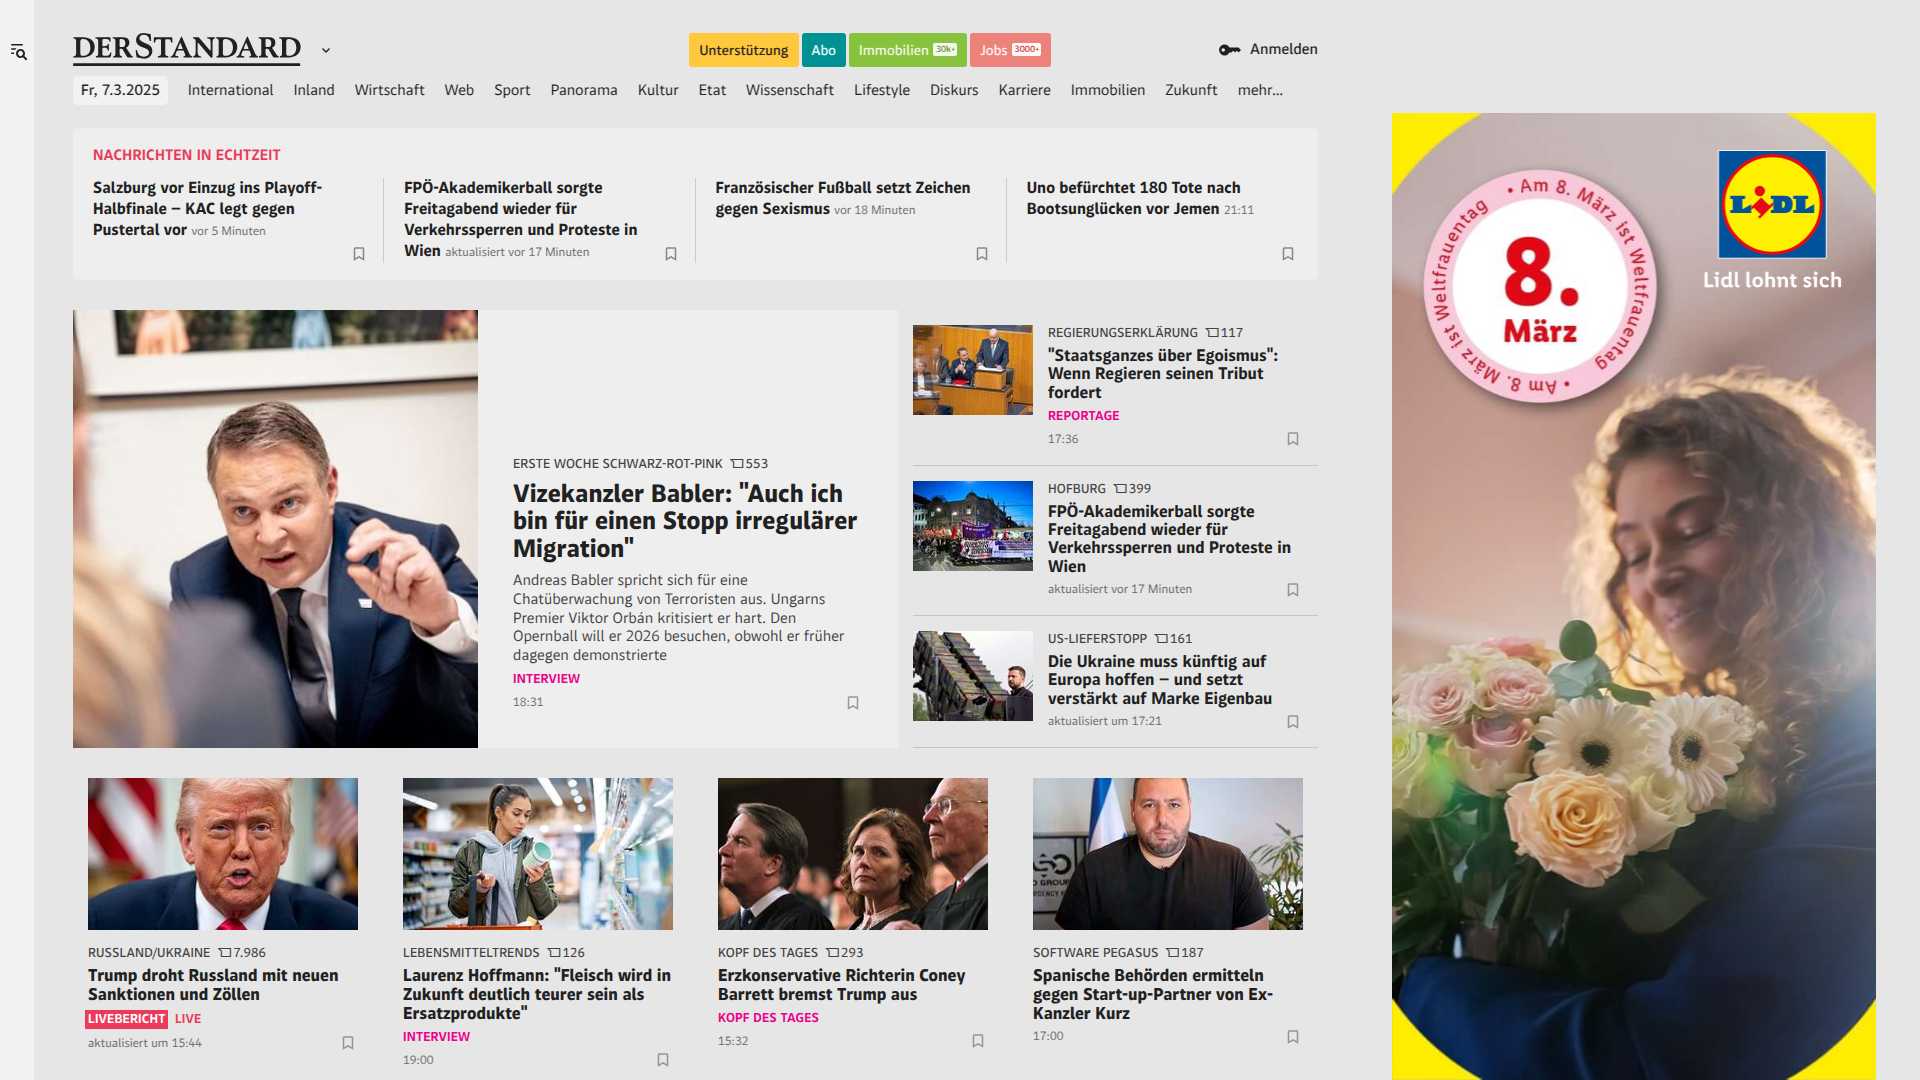 DERSTANDARD
Unterstützung
Abo
Immobilien 30k+
Jobs 3000+
Anmelden
Fr, 7.3.2025
International
Inland
Wirtschaft
Web
Sport
Panorama
Kultur
Etat
Wissenschaft
Lifestyle
Diskurs
Karriere
Immobilien
Zukunft
mehr...
NACHRICHTEN IN ECHTZEIT
Salzburg vor Einzug ins Playoff-
Halbfinale – KAC legt gegen
Pustertal vor vor 5 Minuten
FPÖ-Akademikerball sorgte
Freitagabend wieder für
Verkehrssperren und Proteste in
Wien aktualisiert vor 17 Minuten
Französischer Fußball setzt Zeichen
gegen Sexismus vor 18 Minuten
Uno befürchtet 180 Tote nach
Bootsunglücken vor Jemen 21:11
ERSTE WOCHE SCHWARZ-ROT-PINK 553
Vizekanzler Babler: "Auch ich
bin für einen Stopp irregulärer
Migration"
Andreas Babler spricht sich für eine
Chatüberwachung von Terroristen aus. Ungarns
Premier Viktor Orbán kritisiert er hart. Den
Opernball will er 2026 besuchen, obwohl er früher
dagegen demonstrierte
INTERVIEW
18:31
REGIERUNGSERKLÄRUNG 117
"Staatsganzes über Egoismus":
Wenn Regieren seinen Tribut
fordert
REPORTAGE
17:36
HOFBURG 399
FPÖ-Akademikerball sorgte
Freitagabend wieder für
Verkehrssperren und Proteste in
Wien
aktualisiert vor 17 Minuten
US-LIEFERSTOPP 161
Die Ukraine muss künftig auf
Europa hoffen – und setzt
verstärkt auf Marke Eigenbau
aktualisiert um 17:21
RUSSLAND/UKRAINE 7.986
Trump droht Russland mit neuen
Sanktionen und Zöllen
LIVEBERICHT LIVE
aktualisiert um 15:44
LEBENSMITTELTRENDS 126
Laurenz Hoffmann: "Fleisch wird in
Zukunft deutlich teurer sein als
Ersatzprodukte"
INTERVIEW
19:00
KOPF DES TAGES 293
Erzkonservative Richterin Coney
Barrett bremst Trump aus
KOPF DES TAGES
15:32
SOFTWARE PEGASUS 187
Spanische Behörden ermitteln
gegen Start-up-Partner von Ex-
Kanzler Kurz
17:00
• Am 8. März ist Weltfrauentag
• Am 8. März ist Weltfrauentag
8.
März
LIDL
Lidl lohnt sich